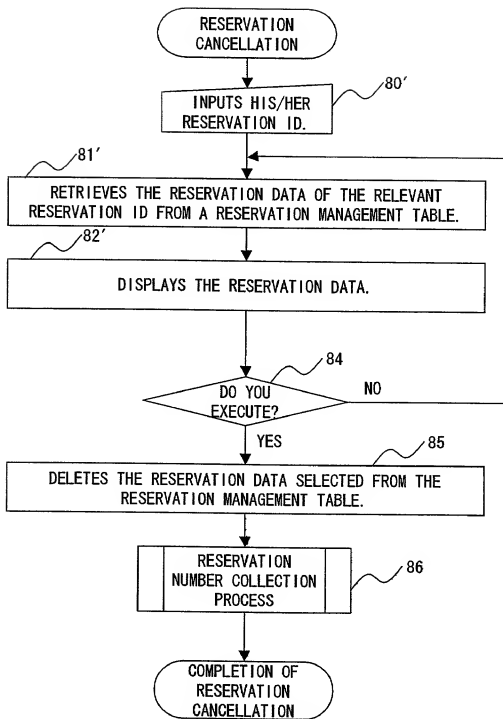 RESERVATION
CANCELLATION
80'
INPUTS HIS/HER
RESERVATION ID.
81'
RETRIEVES THE RESERVATION DATA OF THE RELEVANT
RESERVATION ID FROM A RESERVATION MANAGEMENT TABLE.
82'
DISPLAYS THE RESERVATION DATA.
84
DO YOU
EXECUTE?
NO
YES
85
DELETES THE RESERVATION DATA SELECTED FROM THE
RESERVATION MANAGEMENT TABLE.
RESERVATION
NUMBER COLLECTION
PROCESS
86
COMPLETION OF
RESERVATION
CANCELLATION